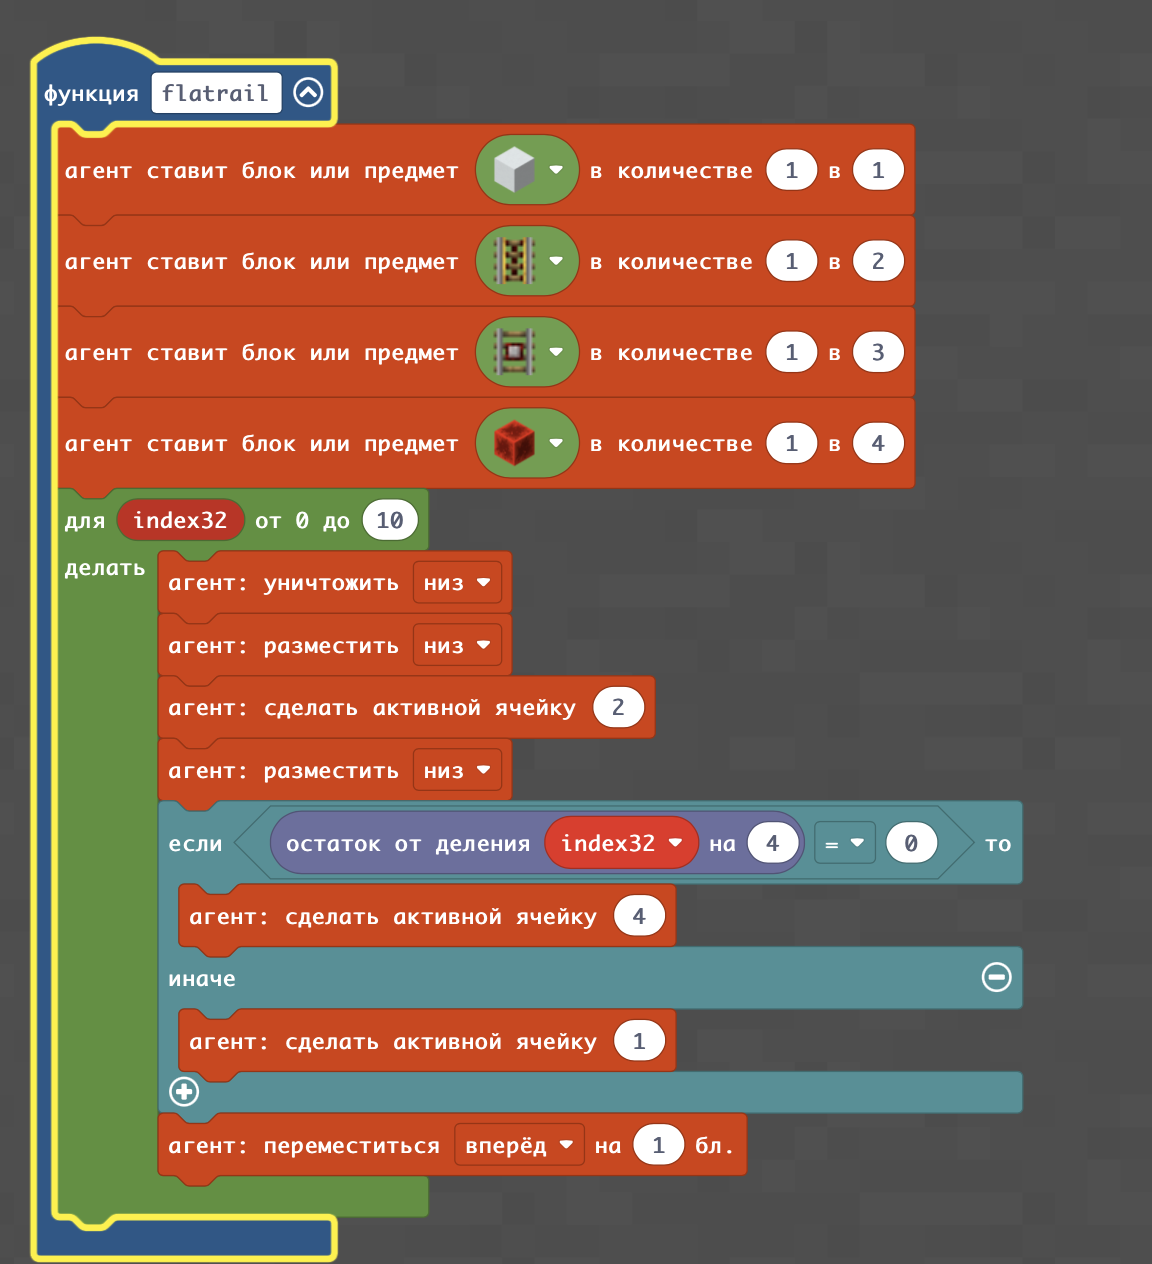 функция flatrail
агент ставит блок или предмет в количестве 1 в 1
агент ставит блок или предмет в количестве 1 в 2
агент ставит блок или предмет в количестве 1 в 3
агент ставит блок или предмет в количестве 1 в 4
для index32 от 0 до 10
делать
агент: уничтожить низ
агент: разместить низ
агент: сделать активной ячейку 2
агент: разместить низ
если остаток от деления index32 на 4 = 0 то
агент: сделать активной ячейку 4
иначе
агент: сделать активной ячейку 1
агент: переместиться вперёд на 1 бл.